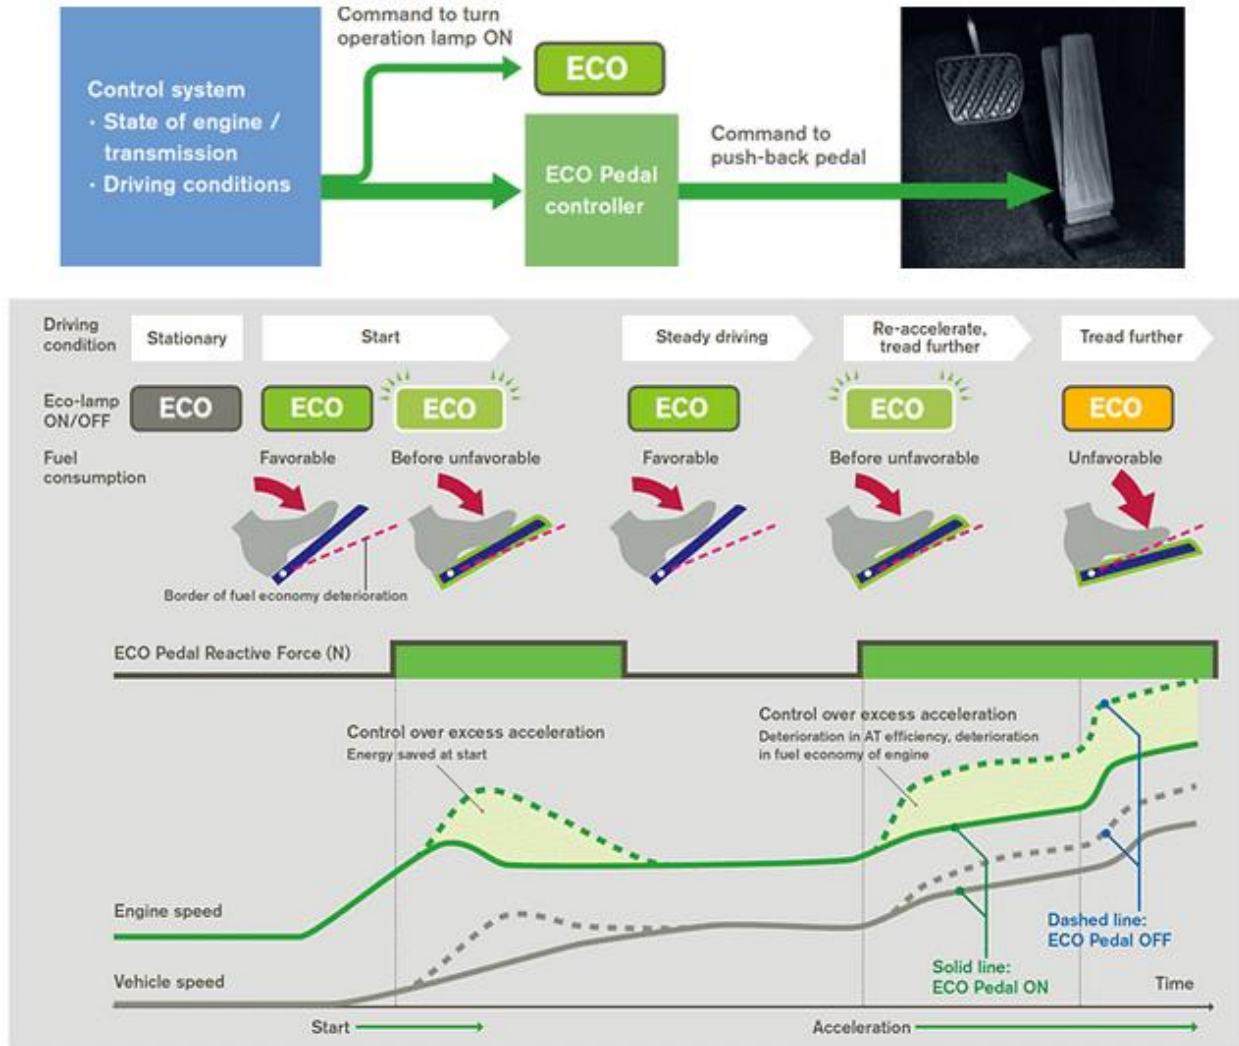 Command to turn
operation lamp ON
ECO
Control system
· State of engine /
transmission
· Driving conditions
ECO Pedal
controller
Command to
push-back pedal
Driving
condition
Stationary
Start
Steady driving
Re-accelerate,
tread further
Tread further
Eco-lamp
ON/OFF
ECO
ECO
ECO
ECO
ECO
ECO
Fuel
consumption
Favorable
Before unfavorable
Favorable
Before unfavorable
Unfavorable
Border of fuel economy deterioration
ECO Pedal Reactive Force (N)
Control over excess acceleration
Energy saved at start
Control over excess acceleration
Deterioration in AT efficiency, deterioration
in fuel economy of engine
Engine speed
Vehicle speed
Dashed line:
ECO Pedal OFF
Solid line:
ECO Pedal ON
Time
Start
Acceleration